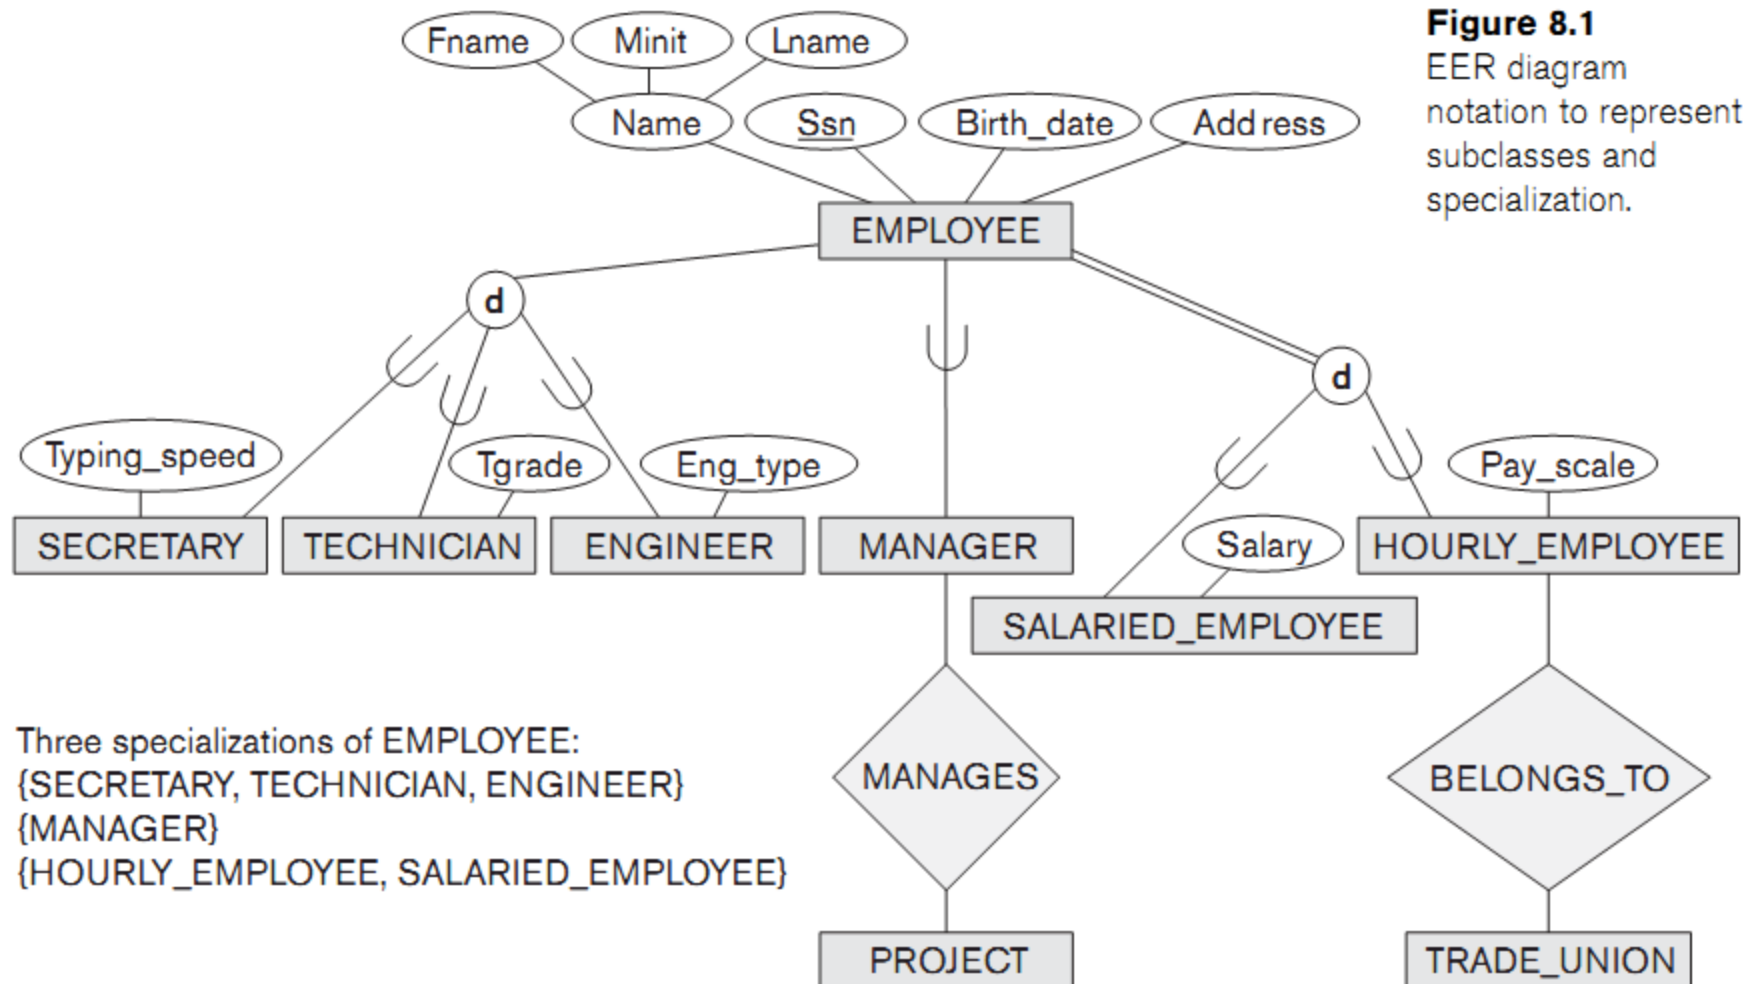 Figure 8.1
EER diagram
notation to represent
subclasses and
specialization.
Fname
Minit
Lname
Name
Ssn
Birth_date
Address
EMPLOYEE
d
d
Typing_speed
Tgrade
Eng_type
Pay_scale
SECRETARY
TECHNICIAN
ENGINEER
MANAGER
Salary
HOURLY_EMPLOYEE
SALARIED_EMPLOYEE
Three specializations of EMPLOYEE:
{SECRETARY, TECHNICIAN, ENGINEER}
{MANAGER}
{HOURLY_EMPLOYEE, SALARIED_EMPLOYEE}
MANAGES
BELONGS_TO
PROJECT
TRADE_UNION